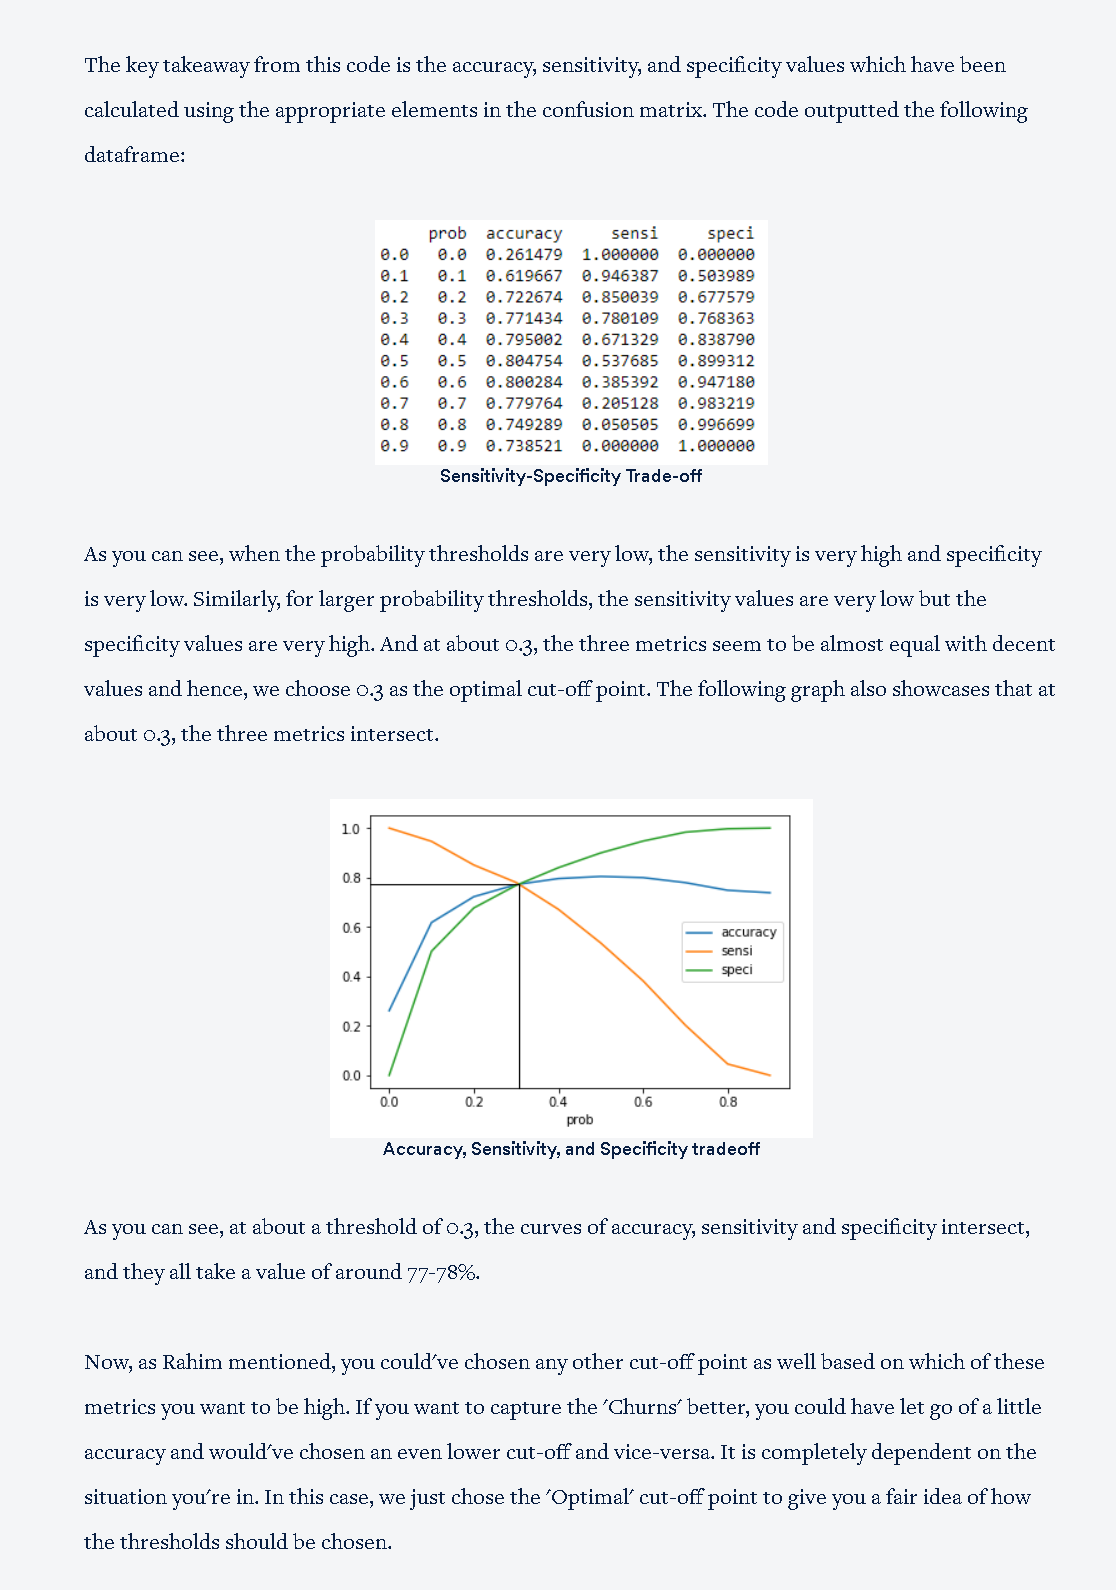 The key takeaway from this code is the accuracy, sensitivity, and specificity values which have been
calculated using the appropriate elements in the confusion matrix. The code outputted the following
dataframe:
prob accuracy sensi speci
0.0 0.0 0.261479 1.000000 0.000000
0.1 0.1 0.619667 0.946387 0.503989
0.2 0.2 0.722674 0.850039 0.677579
0.3 0.3 0.771434 0.780109 0.768363
0.4 0.4 0.795002 0.671329 0.838790
0.5 0.5 0.804754 0.537685 0.899312
0.6 0.6 0.800284 0.385392 0.947180
0.7 0.7 0.779764 0.205128 0.983219
0.8 0.8 0.749289 0.050505 0.996699
0.9 0.9 0.738521 0.000000 1.000000
Sensitivity-Specificity Trade-off
As you can see, when the probability thresholds are very low, the sensitivity is very high and specificity
is very low. Similarly, for larger probability thresholds, the sensitivity values are very low but the
specificity values are very high. And at about 0.3, the three metrics seem to be almost equal with decent
values and hence, we choose 0.3 as the optimal cut-off point. The following graph also showcases that at
about 0.3, the three metrics intersect.
1.0
0.8
0.6
0.4
0.2
0.0
accuracy
sensi
speci
0.0 0.2 0.4 0.6 0.8
prob
Accuracy, Sensitivity, and Specificity tradeoff
As you can see, at about a threshold of 0.3, the curves of accuracy, sensitivity and specificity intersect,
and they all take a value of around 77-78%.
Now, as Rahim mentioned, you could've chosen any other cut-off point as well based on which of these
metrics you want to be high. If you want to capture the 'Churns' better, you could have let go of a little
accuracy and would've chosen an even lower cut-off and vice-versa. It is completely dependent on the
situation you're in. In this case, we just chose the 'Optimal' cut-off point to give you a fair idea of how
the thresholds should be chosen.